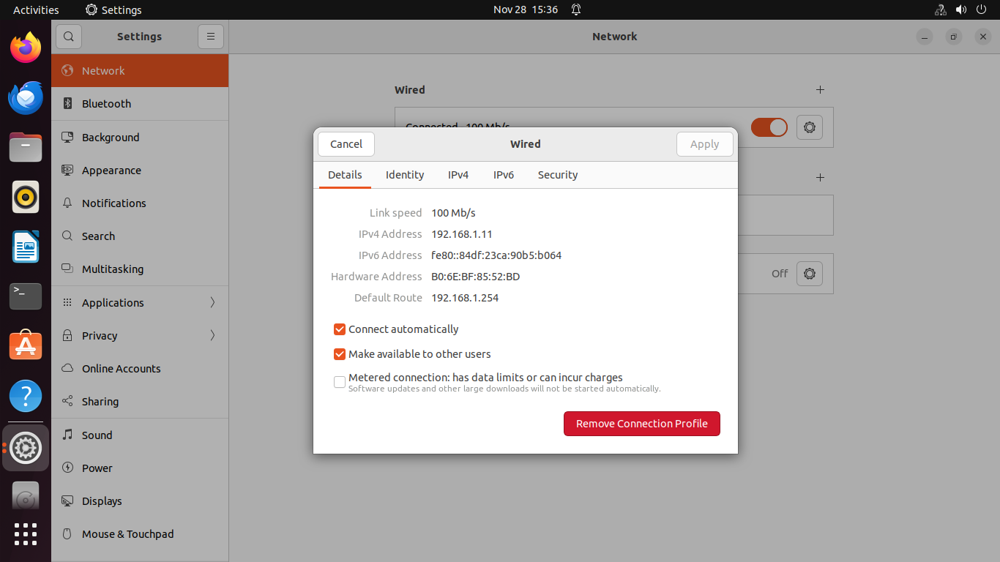 Activities Settings Nov 28 15:36
Settings Network
Network
Bluetooth
Background
Appearance
Notifications
Search
Multitasking
Applications
Privacy
Online Accounts
Sharing
Sound
Power
Displays
Mouse & Touchpad
Wired
Connected - 100 Mb/s
Off
Cancel Wired Apply
Details Identity IPv4 IPv6 Security
Link speed 100 Mb/s
IPv4 Address 192.168.1.11
IPv6 Address fe80::84df:23ca:90b5:b064
Hardware Address B0:6E:BF:85:52:BD
Default Route 192.168.1.254
Connect automatically
Make available to other users
Metered connection: has data limits or can incur charges
Software updates and other large downloads will not be started automatically.
Remove Connection Profile